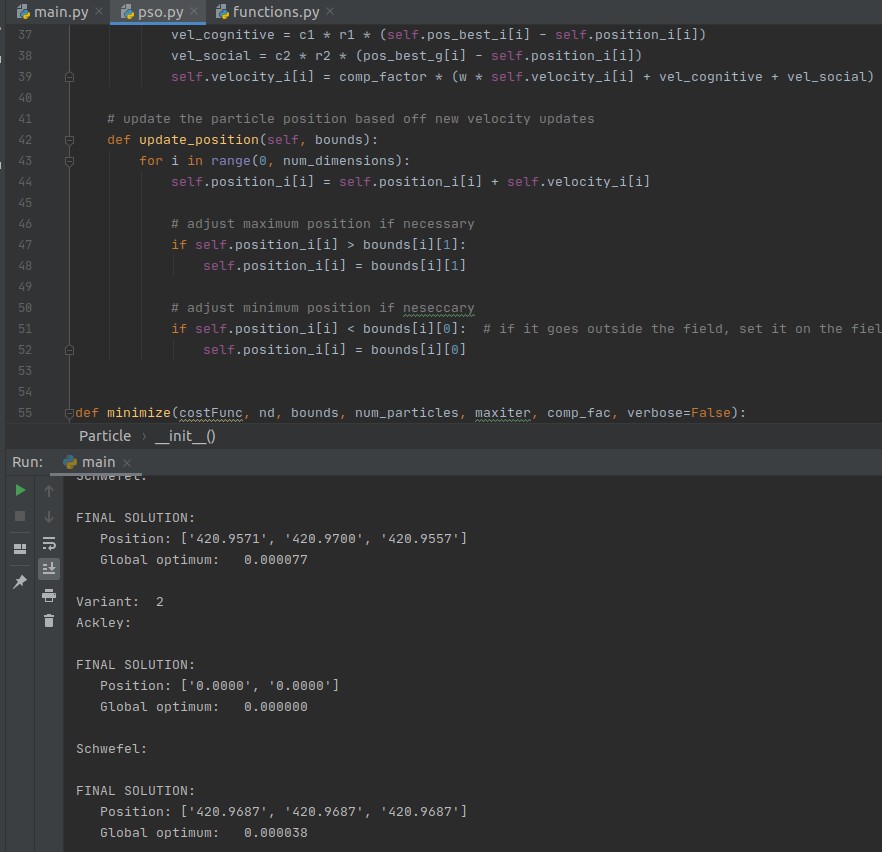 main.py × pso.py × functions.py ×
37 vel_cognitive = c1 * r1 * (self.pos_best_i[i] - self.position_i[i])
38 vel_social = c2 * r2 * (pos_best_g[i] - self.position_i[i])
39 self.velocity_i[i] = comp_factor * (w * self.velocity_i[i] + vel_cognitive + vel_social)
40
41 # update the particle position based off new velocity updates
42 def update_position(self, bounds):
43 for i in range(0, num_dimensions):
44 self.position_i[i] = self.position_i[i] + self.velocity_i[i]
45
46 # adjust maximum position if necessary
47 if self.position_i[i] > bounds[i][1]:
48 self.position_i[i] = bounds[i][1]
49
50 # adjust minimum position if neseccary
51 if self.position_i[i] < bounds[i][0]: # if it goes outside the field, set it on the fiel
52 self.position_i[i] = bounds[i][0]
53
54
55 def minimize(costFunc, nd, bounds, num_particles, maxiter, comp_fac, verbose=False):
Particle › __init__()
Run: main ×
Schwefel:
FINAL SOLUTION:
Position: ['420.9571', '420.9700', '420.9557']
Global optimum: 0.000077
Variant: 2
Ackley:
FINAL SOLUTION:
Position: ['0.0000', '0.0000']
Global optimum: 0.000000
Schwefel:
FINAL SOLUTION:
Position: ['420.9687', '420.9687', '420.9687']
Global optimum: 0.000038